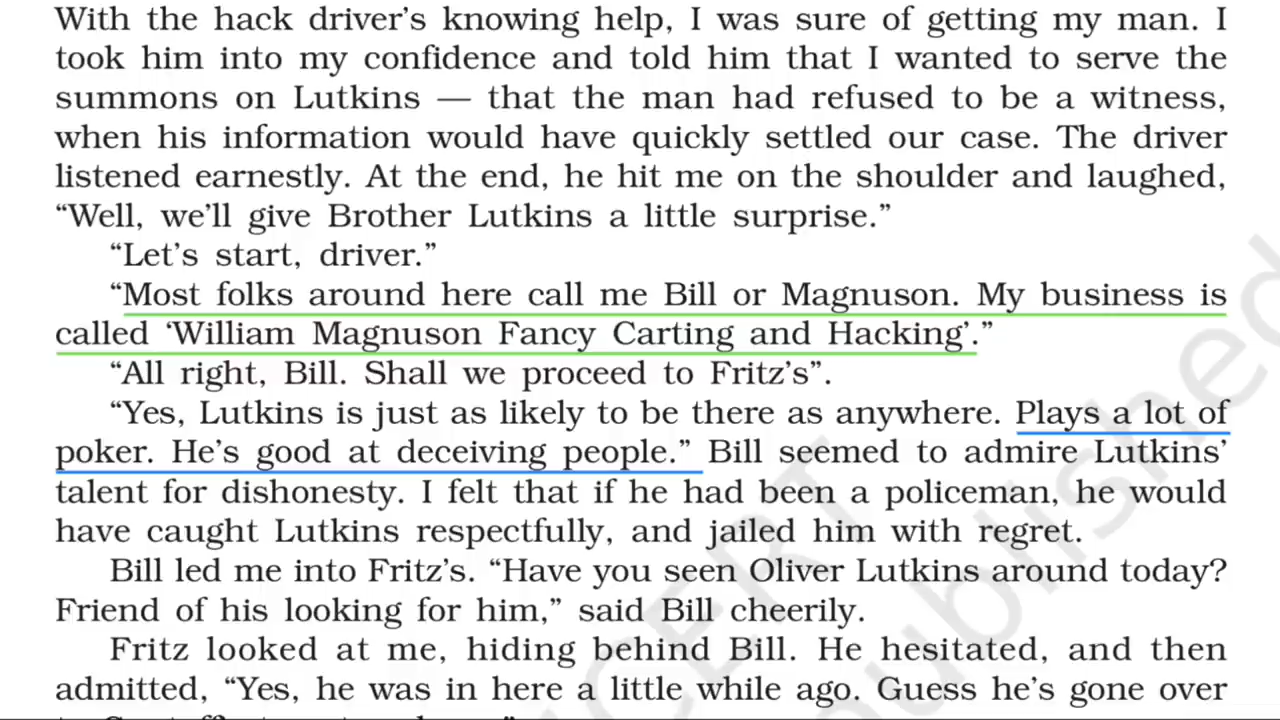 With the hack driver’s knowing help, I was sure of getting my man. I
took him into my confidence and told him that I wanted to serve the
summons on Lutkins — that the man had refused to be a witness,
when his information would have quickly settled our case. The driver
listened earnestly. At the end, he hit me on the shoulder and laughed,
“Well, we’ll give Brother Lutkins a little surprise.”
“Let’s start, driver.”
“Most folks around here call me Bill or Magnuson. My business is
called ‘William Magnuson Fancy Carting and Hacking’.”
“All right, Bill. Shall we proceed to Fritz’s”.
“Yes, Lutkins is just as likely to be there as anywhere. Plays a lot of
poker. He’s good at deceiving people.” Bill seemed to admire Lutkins’
talent for dishonesty. I felt that if he had been a policeman, he would
have caught Lutkins respectfully, and jailed him with regret.
Bill led me into Fritz’s. “Have you seen Oliver Lutkins around today?
Friend of his looking for him,” said Bill cheerily.
Fritz looked at me, hiding behind Bill. He hesitated, and then
admitted, “Yes, he was in here a little while ago. Guess he’s gone over